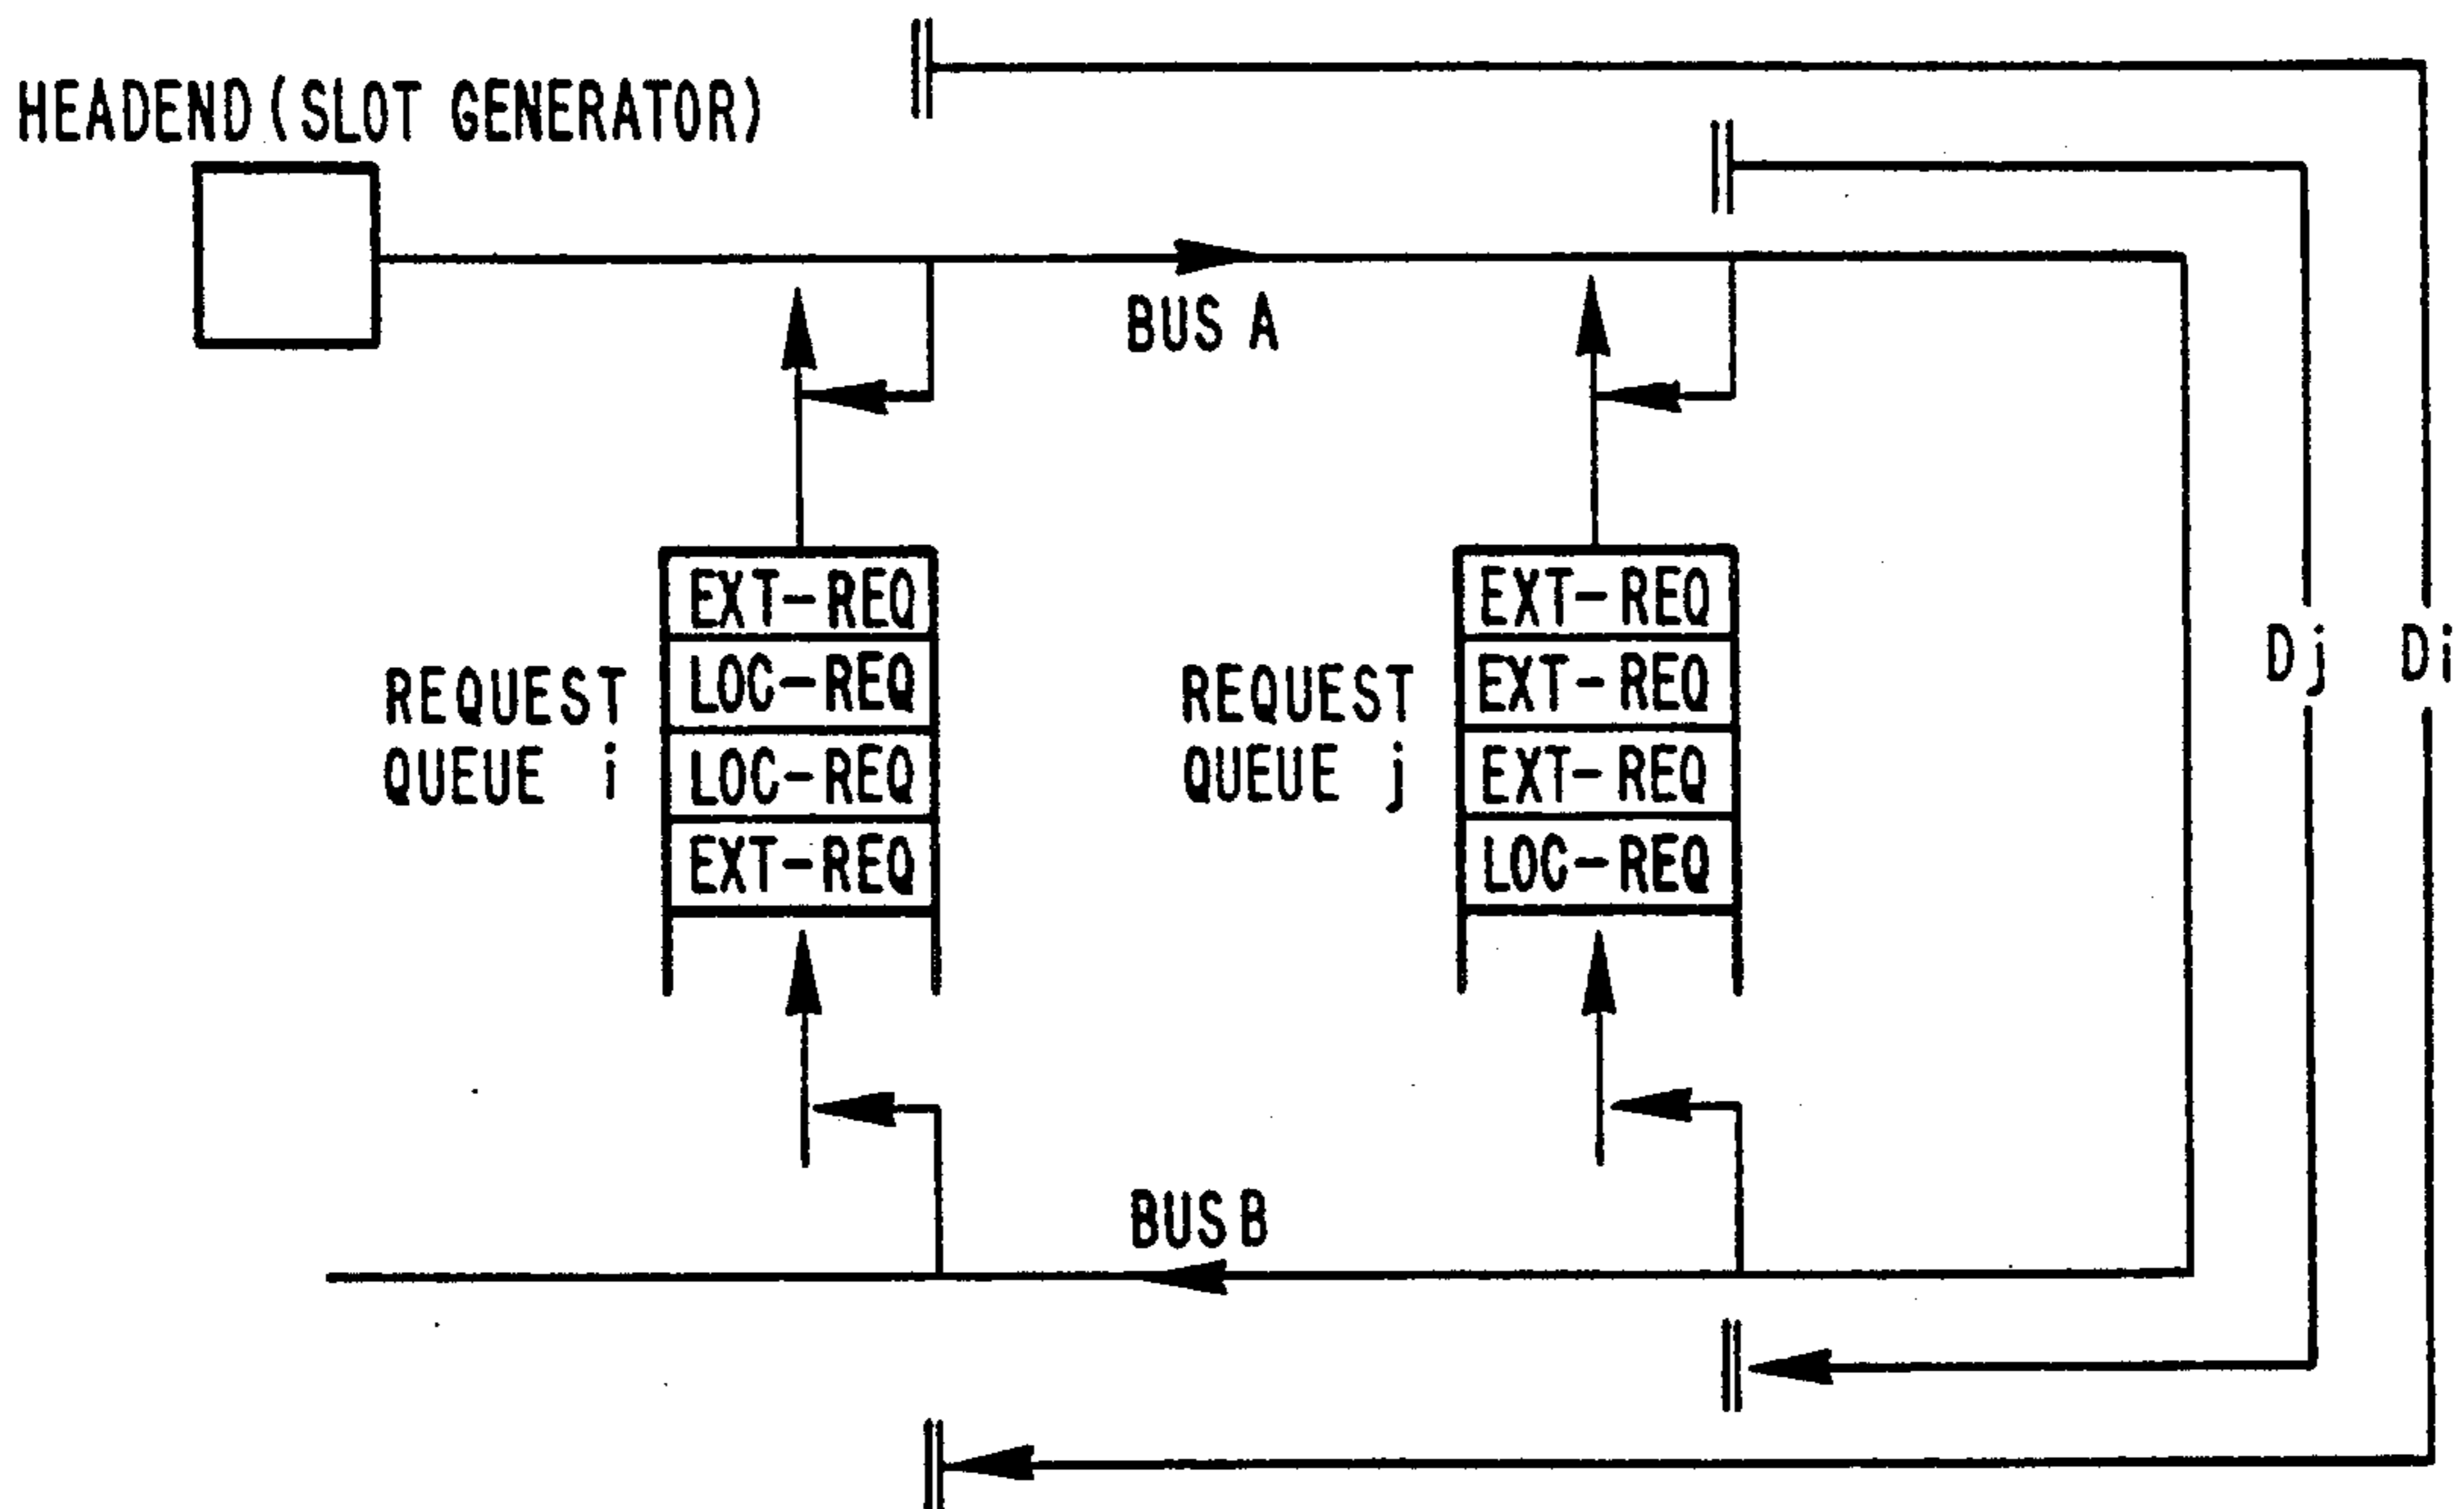 HEADEND (SLOT GENERATOR)
BUS A
REQUEST
QUEUE i
EXT-REQ
LOC-REQ
LOC-REQ
EXT-REQ
REQUEST
QUEUE j
EXT-REQ
EXT-REQ
EXT-REQ
LOC-REQ
Dj
Di
BUS B